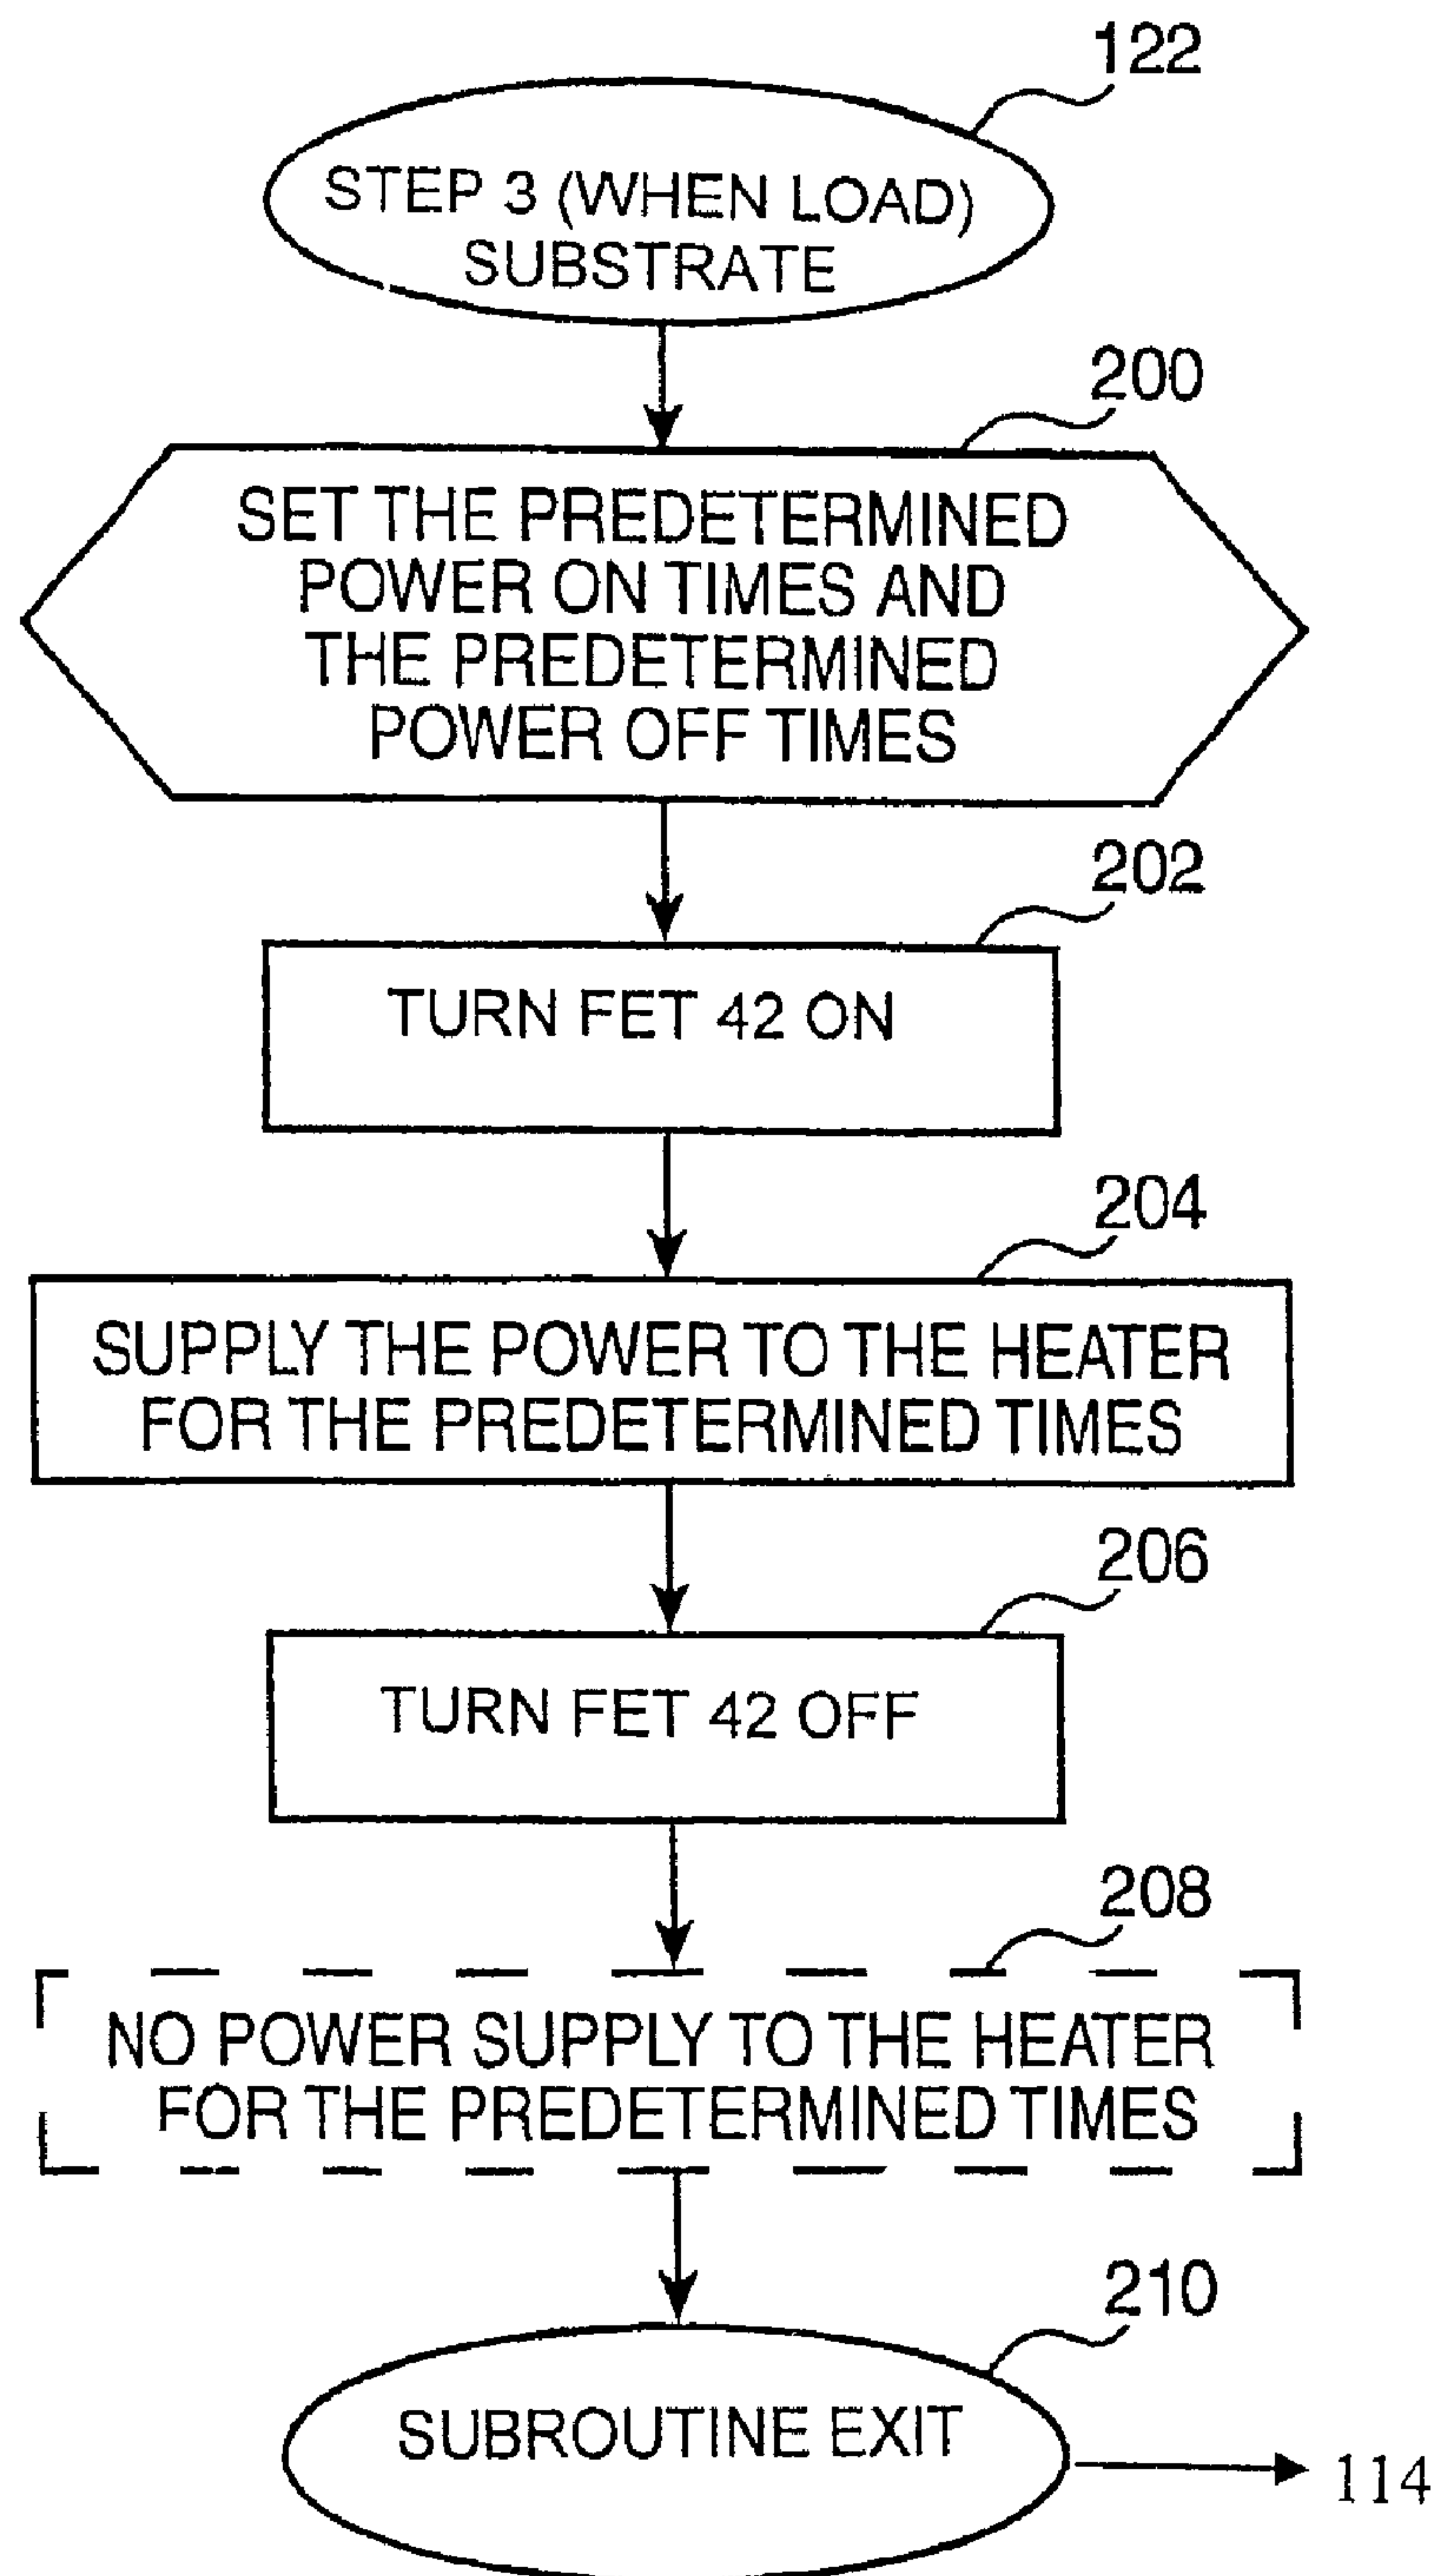 122
STEP 3 (WHEN LOAD)
SUBSTRATE
200
SET THE PREDETERMINED
POWER ON TIMES AND
THE PREDETERMINED
POWER OFF TIMES
202
TURN FET 42 ON
204
SUPPLY THE POWER TO THE HEATER
FOR THE PREDETERMINED TIMES
206
TURN FET 42 OFF
208
NO POWER SUPPLY TO THE HEATER
FOR THE PREDETERMINED TIMES
210
SUBROUTINE EXIT
114